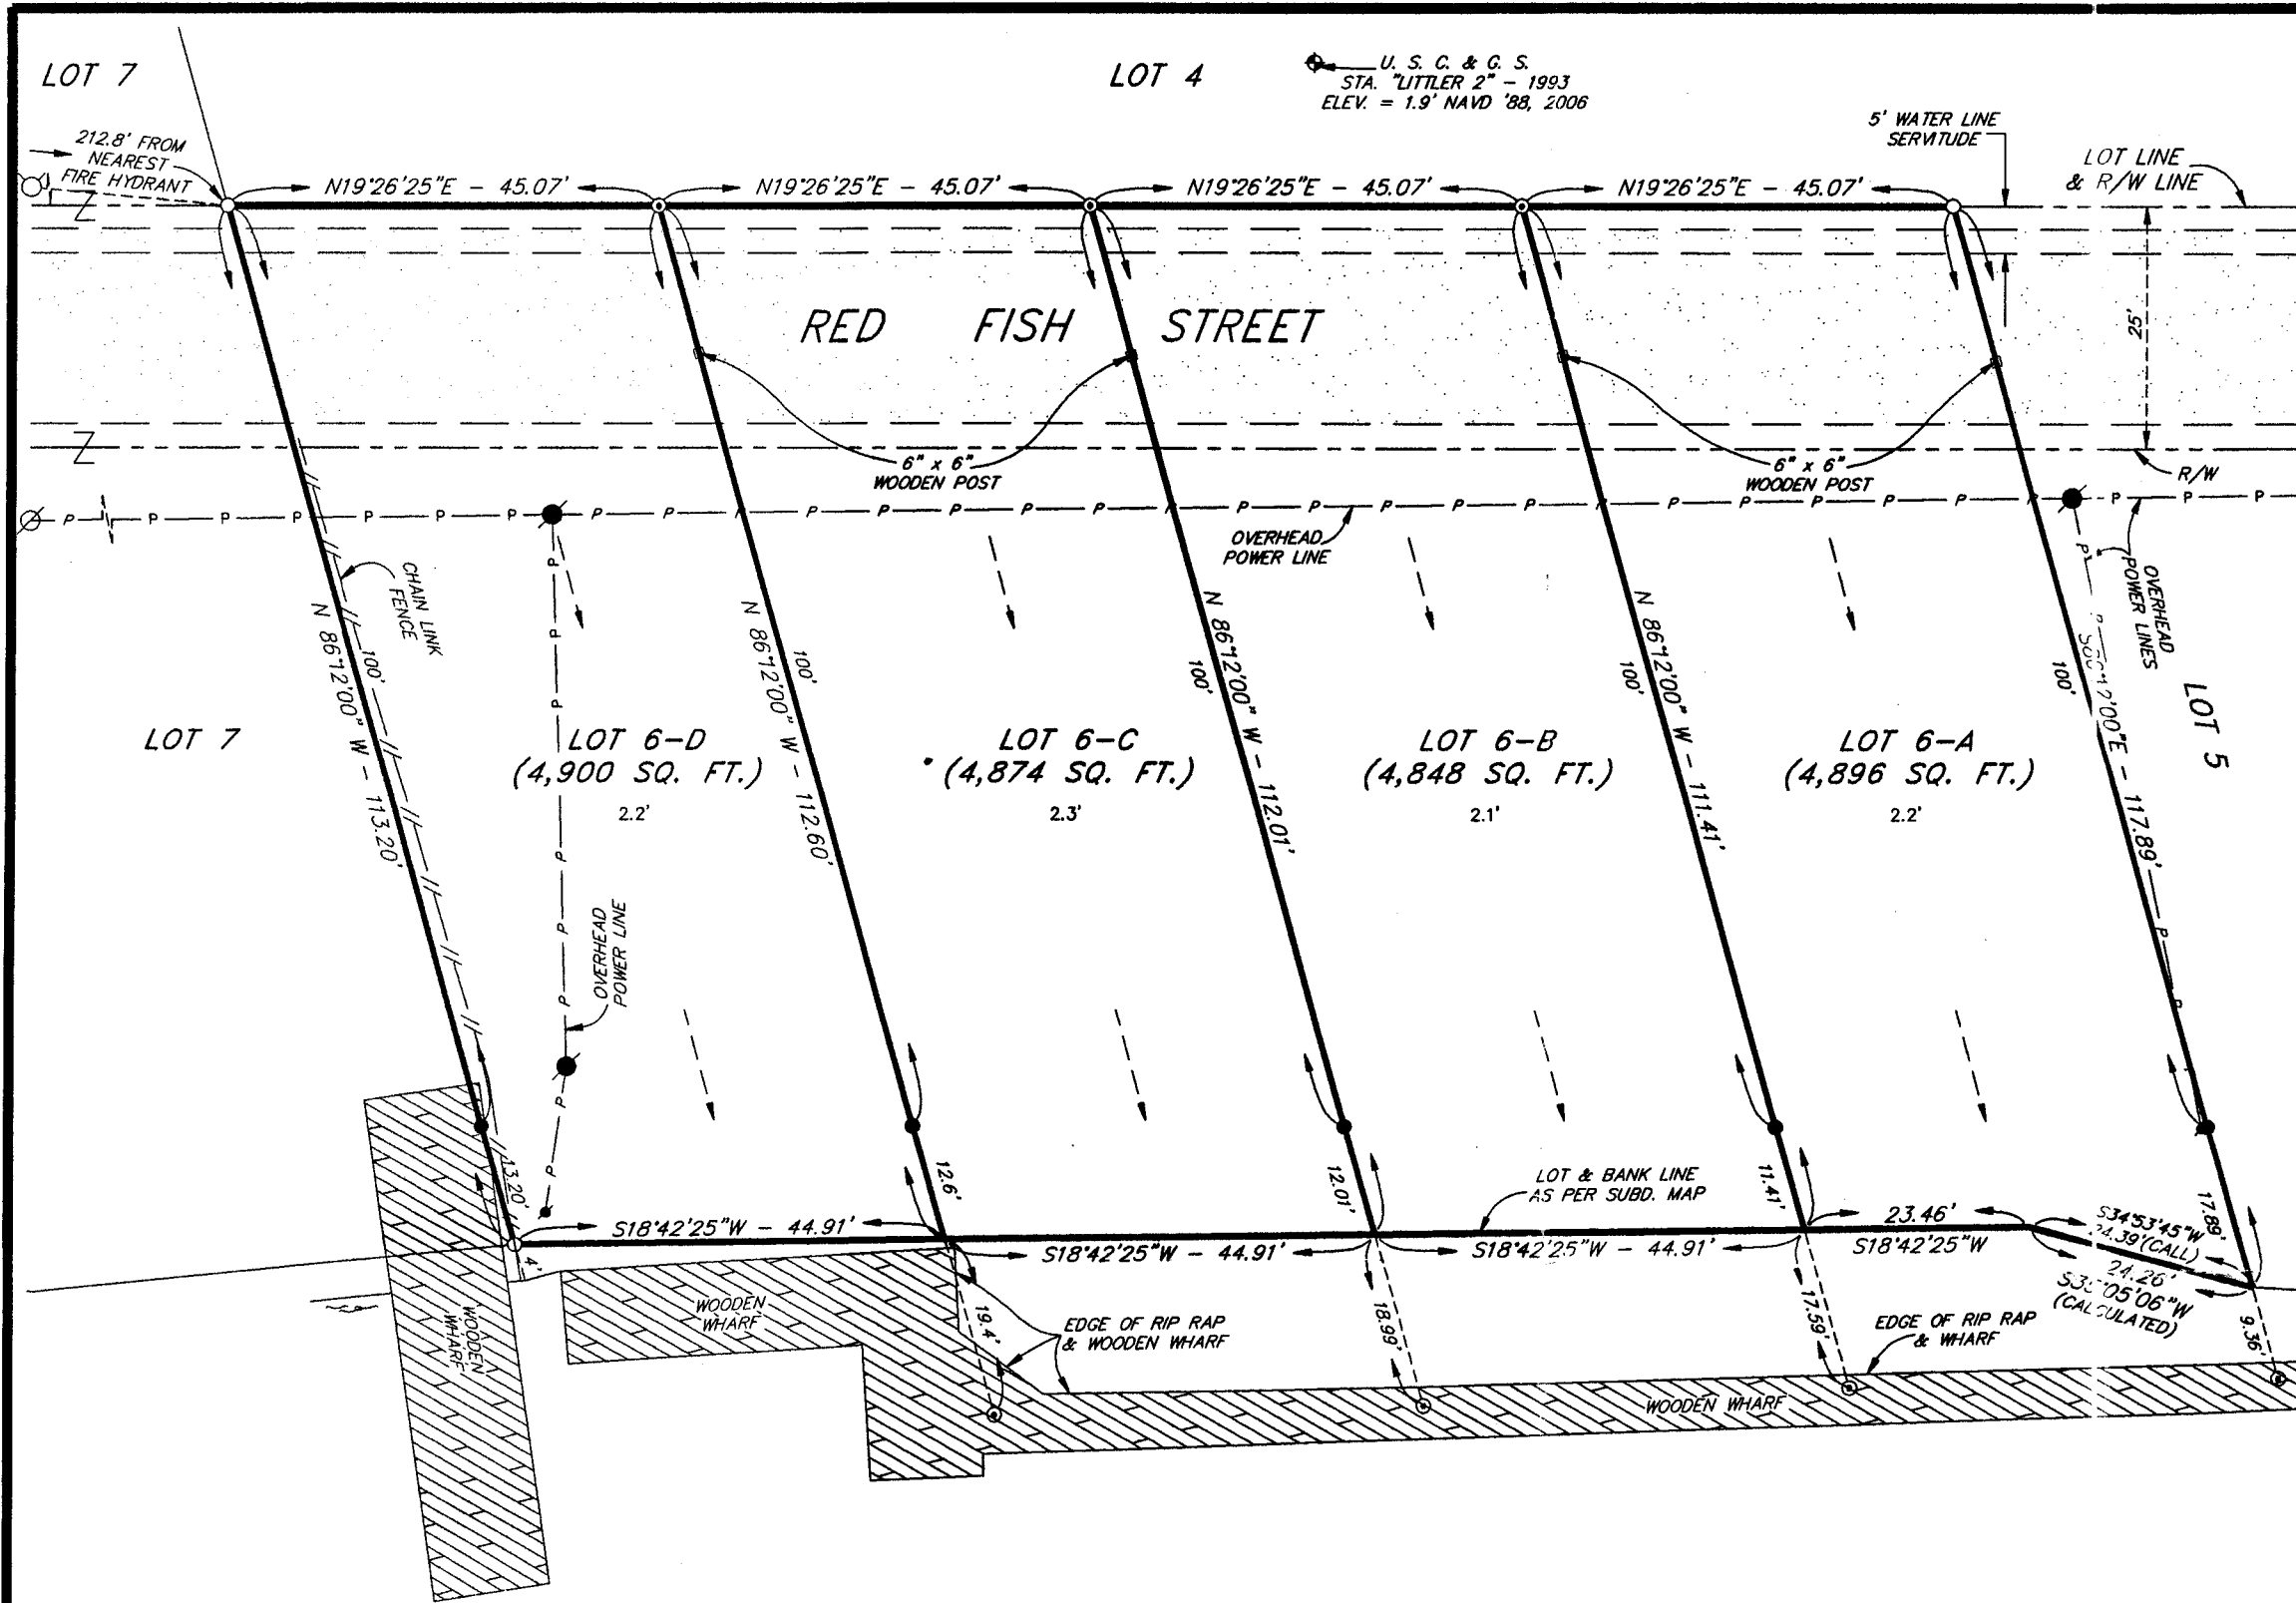 LOT 7
LOT 4
U. S. C. & G. S.
STA. "LITTLER 2" - 1993
ELEV. = 1.9' NAVD '88, 2006
5' WATER LINE
SERVITUDE
LOT LINE
& R/W LINE
212.8' FROM
NEAREST
FIRE HYDRANT
N19°26'25"E - 45.07'
N19°26'25"E - 45.07'
N19°26'25"E - 45.07'
N19°26'25"E - 45.07'
RED FISH STREET
25'
6" x 6"
WOODEN POST
6" x 6"
WOODEN POST
R/W
OVERHEAD
POWER LINE
OVERHEAD
POWER LINES
CHAIN LINK
FENCE
100'
N 86°12'00" W - 113.20'
100'
N 86°12'00" W - 112.60'
100'
N 86°12'00" W - 112.01'
100'
N 86°12'00" W - 111.41'
100'
12'00"E - 117.89'
LOT 5
LOT 7
LOT 6-D
(4,900 SQ. FT.)
2.2'
LOT 6-C
(4,874 SQ. FT.)
2.3'
LOT 6-B
(4,848 SQ. FT.)
2.1'
LOT 6-A
(4,896 SQ. FT.)
2.2'
OVERHEAD
POWER LINE
13.20'
12.6'
12.01'
11.41'
17.89'
LOT & BANK LINE
AS PER SUBD. MAP
S18°42'25"W - 44.91'
S18°42'25"W - 44.91'
S18°42'25"W - 44.91'
23.46'
S18°42'25"W
S34°53'45"W
24.39'(CALL)
24.26'
05'06"W
(CALCULATED)
4'
WOODEN
WHARF
WOODEN
WHARF
19.4'
EDGE OF RIP RAP
& WOODEN WHARF
18.99'
17.59'
EDGE OF RIP RAP
& WHARF
9.36'
WOODEN WHARF
P P P P P P P P P P P P P P P P P P P P P P P P P P P P P